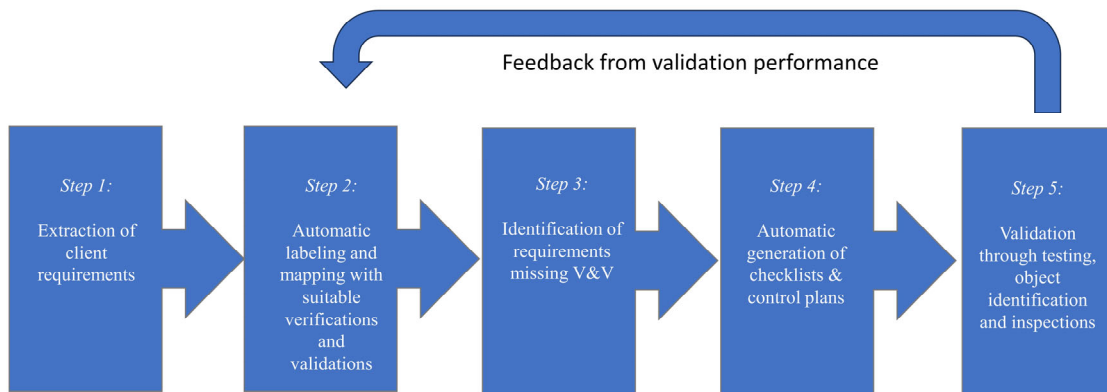 Feedback from validation performance
Step 1:
Extraction of
client
requirements
Step 2:
Automatic
labeling and
mapping with
suitable
verifications
and
validations
Step 3:
Identification of
requirements
missing V&V
Step 4:
Automatic
generation of
checklists &
control plans
Step 5:
Validation
through testing,
object
identification
and inspections